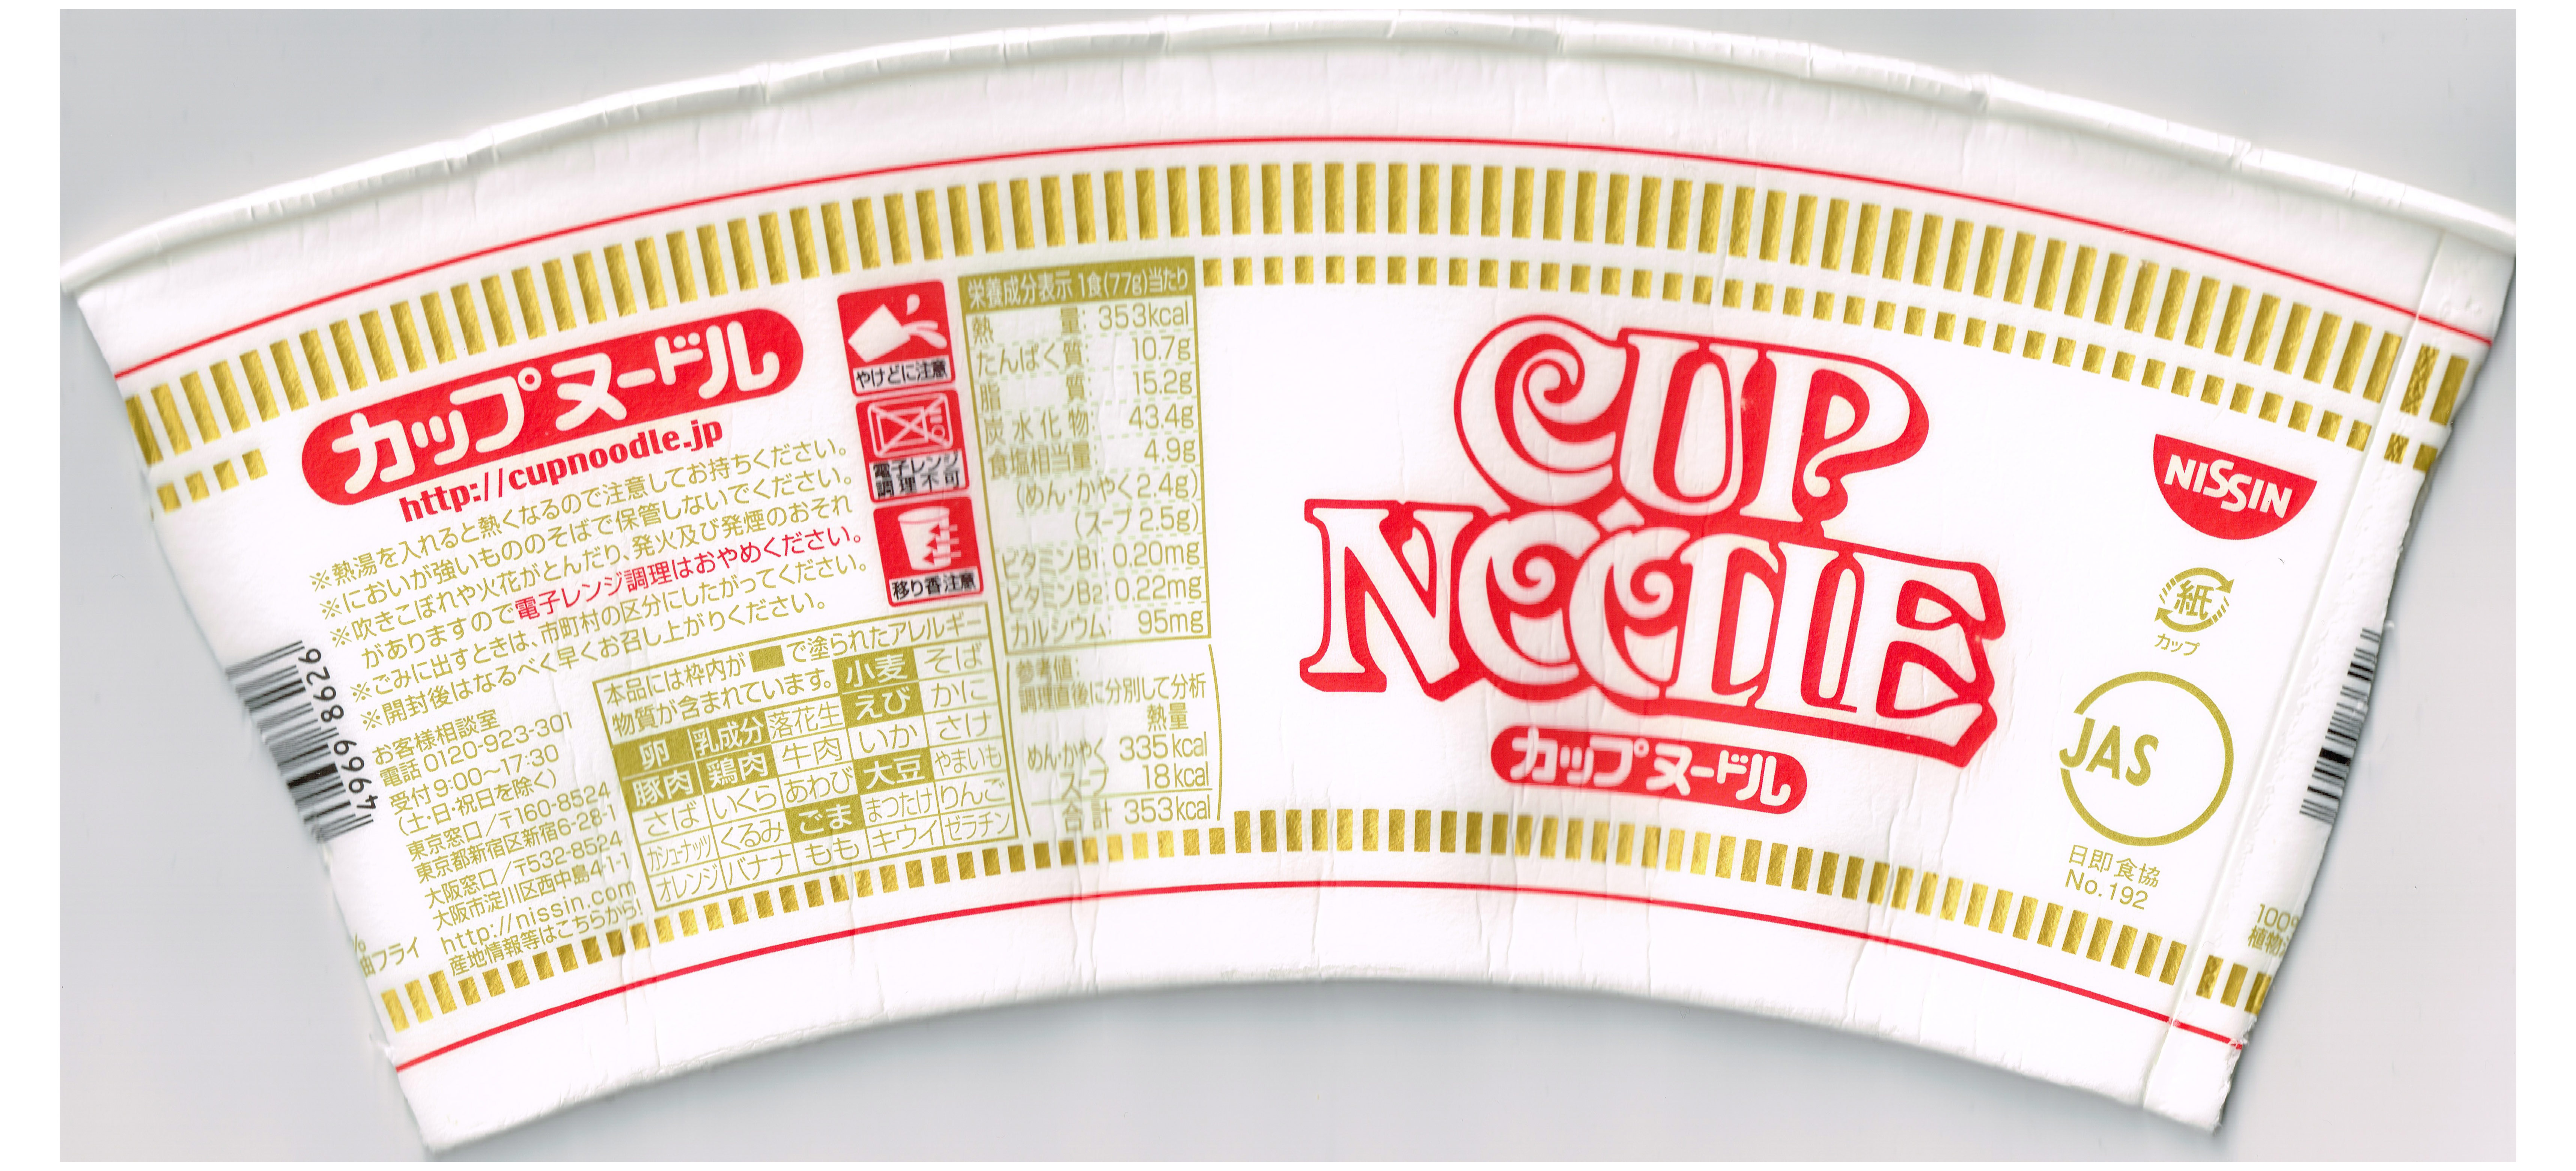 カップヌードル
http://cupnoodle.jp
※熱湯を入れると熱くなるので注意してお持ちください。
※においが強いもののそばで保管しないでください。
※吹きこぼれや火花がとんだり、発火及び発煙のおそれ
がありますので電子レンジ調理はおやめください。
※ごみに出すときは、市町村の区分にしたがってください。
※開封後はなるべく早くお召し上がりください。
お客様相談室
電話 0120-923-301
受付 9:00〜17:30
(土・日・祝日を除く)
東京窓口/〒160-8524
東京都新宿区新宿6-28-1
大阪窓口/〒532-8524
大阪市淀川区西中島4-1-1
http://nissin.com
産地情報等はこちらから!
油フライ
4 969 8626
やけどに注意
電子レンジ
調理不可
移り香注意
本品には枠内が■で塗られたアレルギー
物質が含まれています。 小麦 そば
卵 乳成分 落花生 えび かに
豚肉 鶏肉 牛肉 いか さけ
さば いくら あわび 大豆 やまいも
カシューナッツ くるみ ごま まつたけ りんご
オレンジ バナナ もも キウイ ゼラチン
栄養成分表示 1食(77g)当たり
熱量: 353kcal
たんぱく質: 10.7g
脂質: 15.2g
炭水化物: 43.4g
食塩相当量: 4.9g
(めん・かやく2.4g)
(スープ2.5g)
ビタミンB1: 0.20mg
ビタミンB2: 0.22mg
カルシウム: 95mg
参考値:
調理直後に分別して分析
熱量
めん・かやく 335kcal
スープ 18kcal
合計 353kcal
CUP
NOODLE
カップヌードル
NISSIN
紙
カップ
JAS
日即食協
No.192
100%
植物